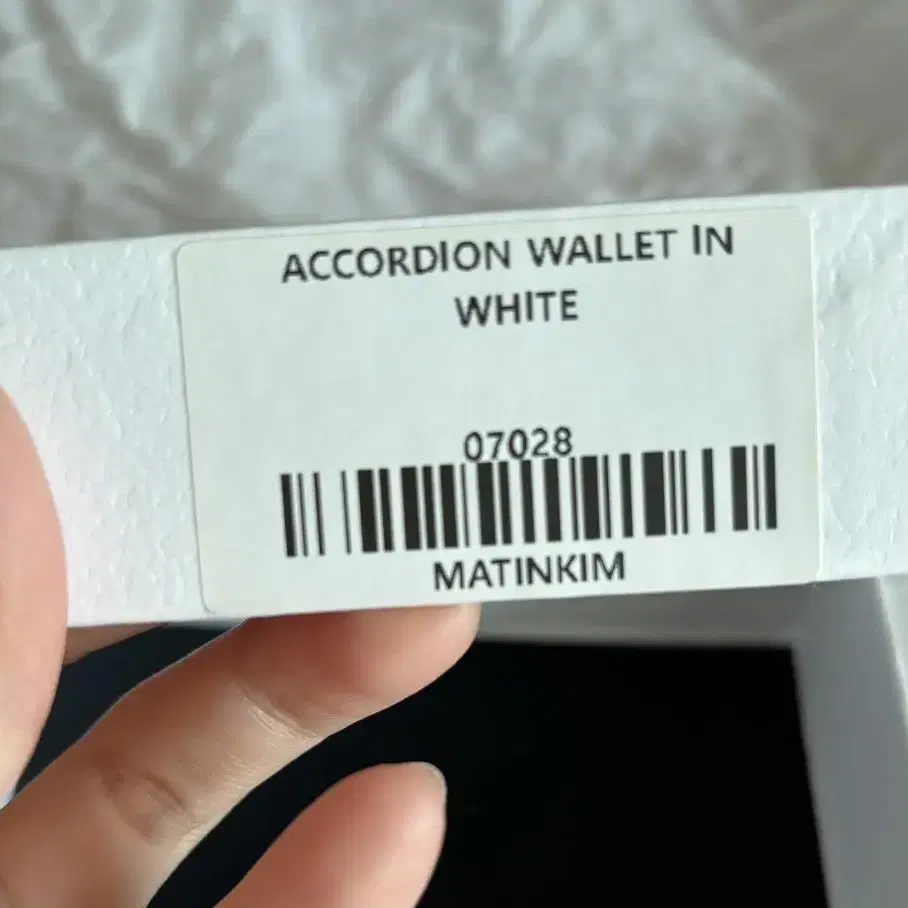 ACCORDION WALLET IN
WHITE
07028
MATINKIM